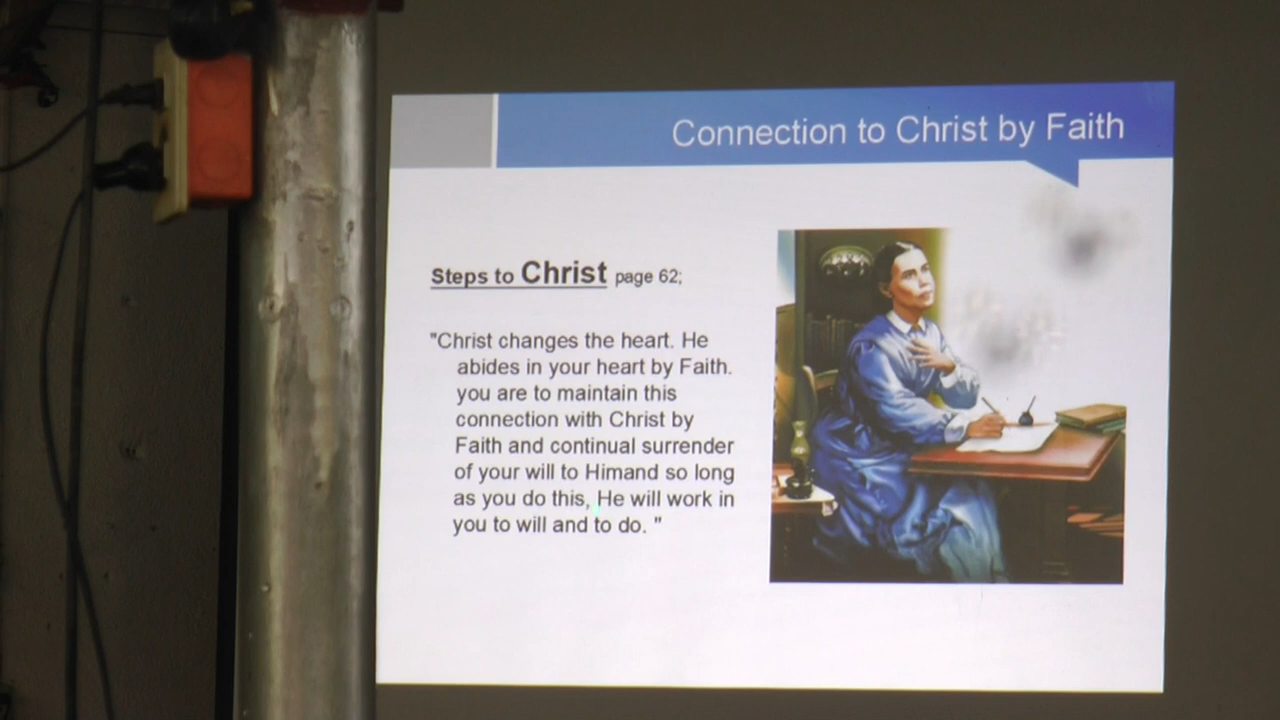 Connection to Christ by Faith
Steps to Christ page 62;
"Christ changes the heart. He
abides in your heart by Faith.
you are to maintain this
connection with Christ by
Faith and continual surrender
of your will to Himand so long
as you do this, He will work in
you to will and to do. "